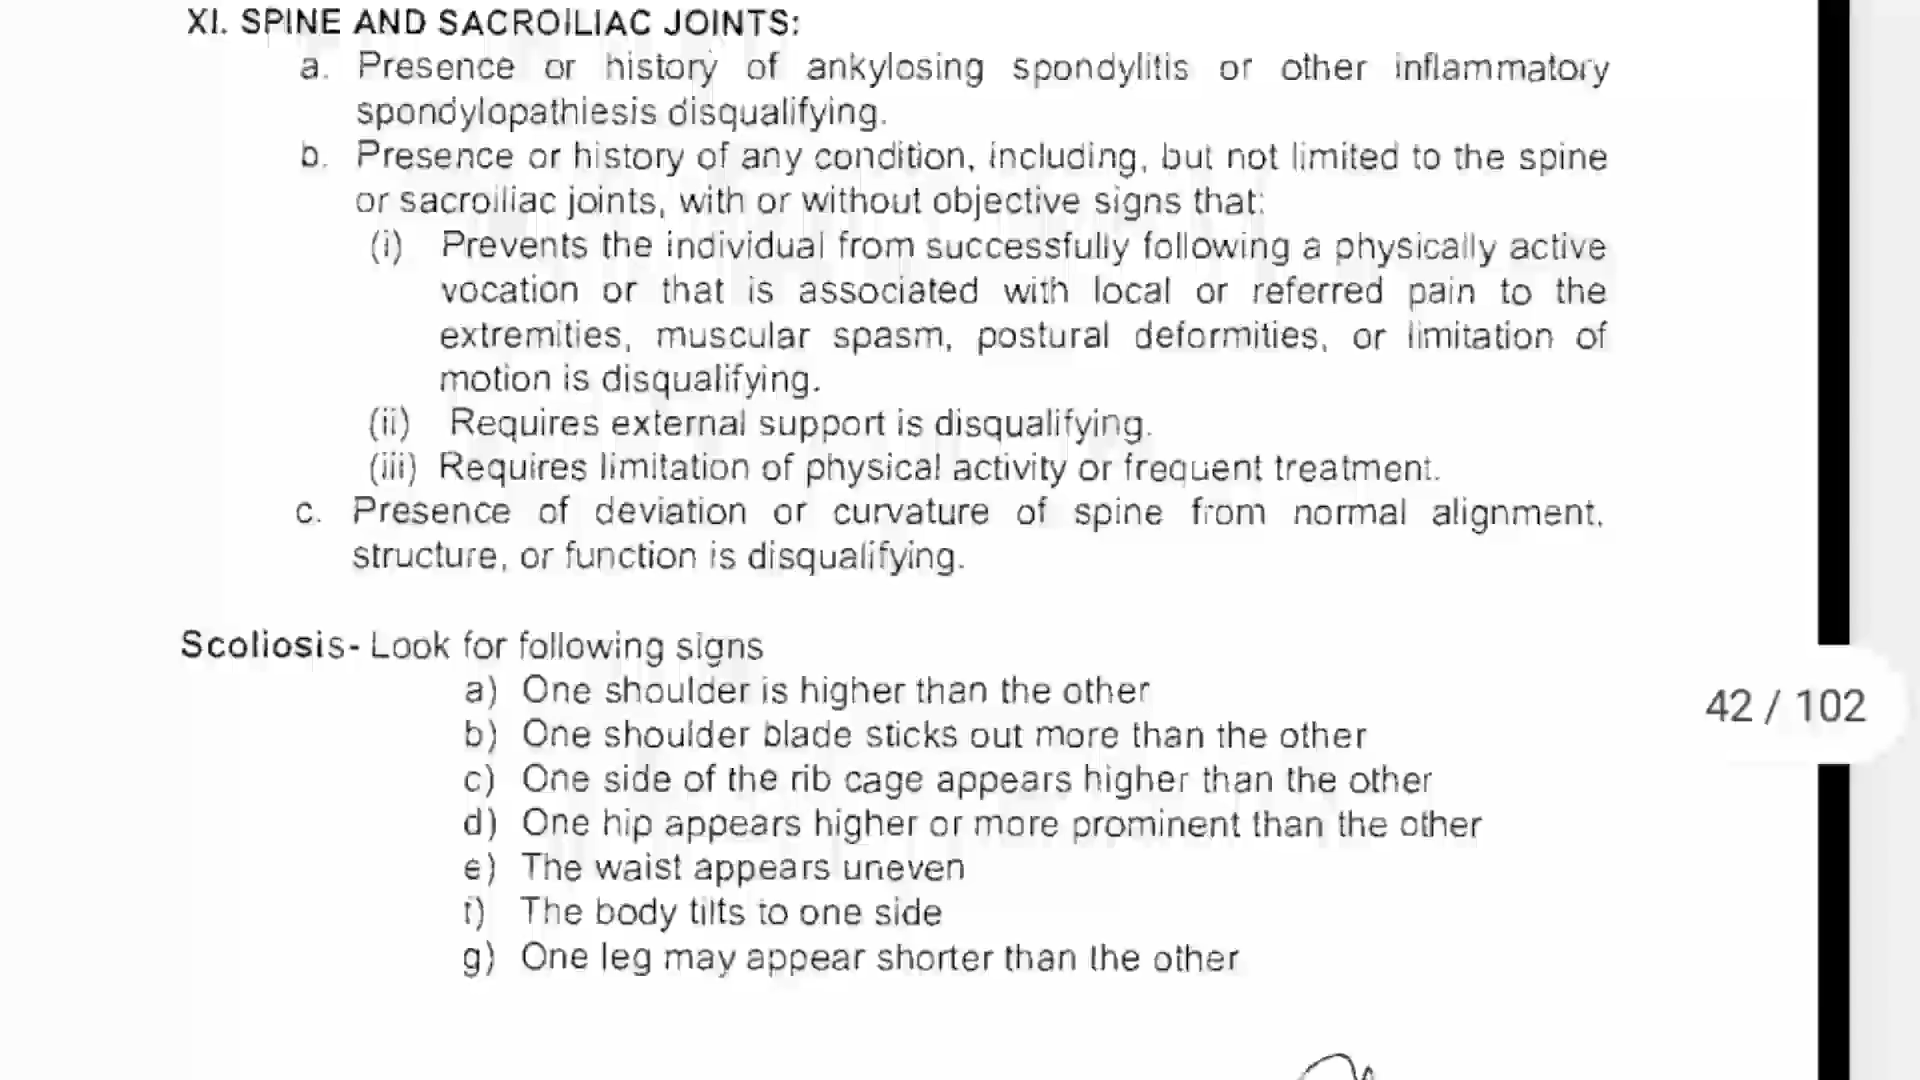 XI. SPINE AND SACROILIAC JOINTS:
a. Presence or history of ankylosing spondylitis or other inflammatory
spondylopathiesis disqualifying.
b. Presence or history of any condition, including, but not limited to the spine
or sacroiliac joints, with or without objective signs that:
(i) Prevents the individual from successfully following a physically active
vocation or that is associated with local or referred pain to the
extremities, muscular spasm, postural deformities, or limitation of
motion is disqualifying.
(ii) Requires external support is disqualifying.
(iii) Requires limitation of physical activity or frequent treatment.
c. Presence of deviation or curvature of spine from normal alignment,
structure, or function is disqualifying.
Scoliosis- Look for following signs
a) One shoulder is higher than the other
b) One shoulder blade sticks out more than the other
c) One side of the rib cage appears higher than the other
d) One hip appears higher or more prominent than the other
e) The waist appears uneven
f) The body tilts to one side
g) One leg may appear shorter than the other
42 / 102